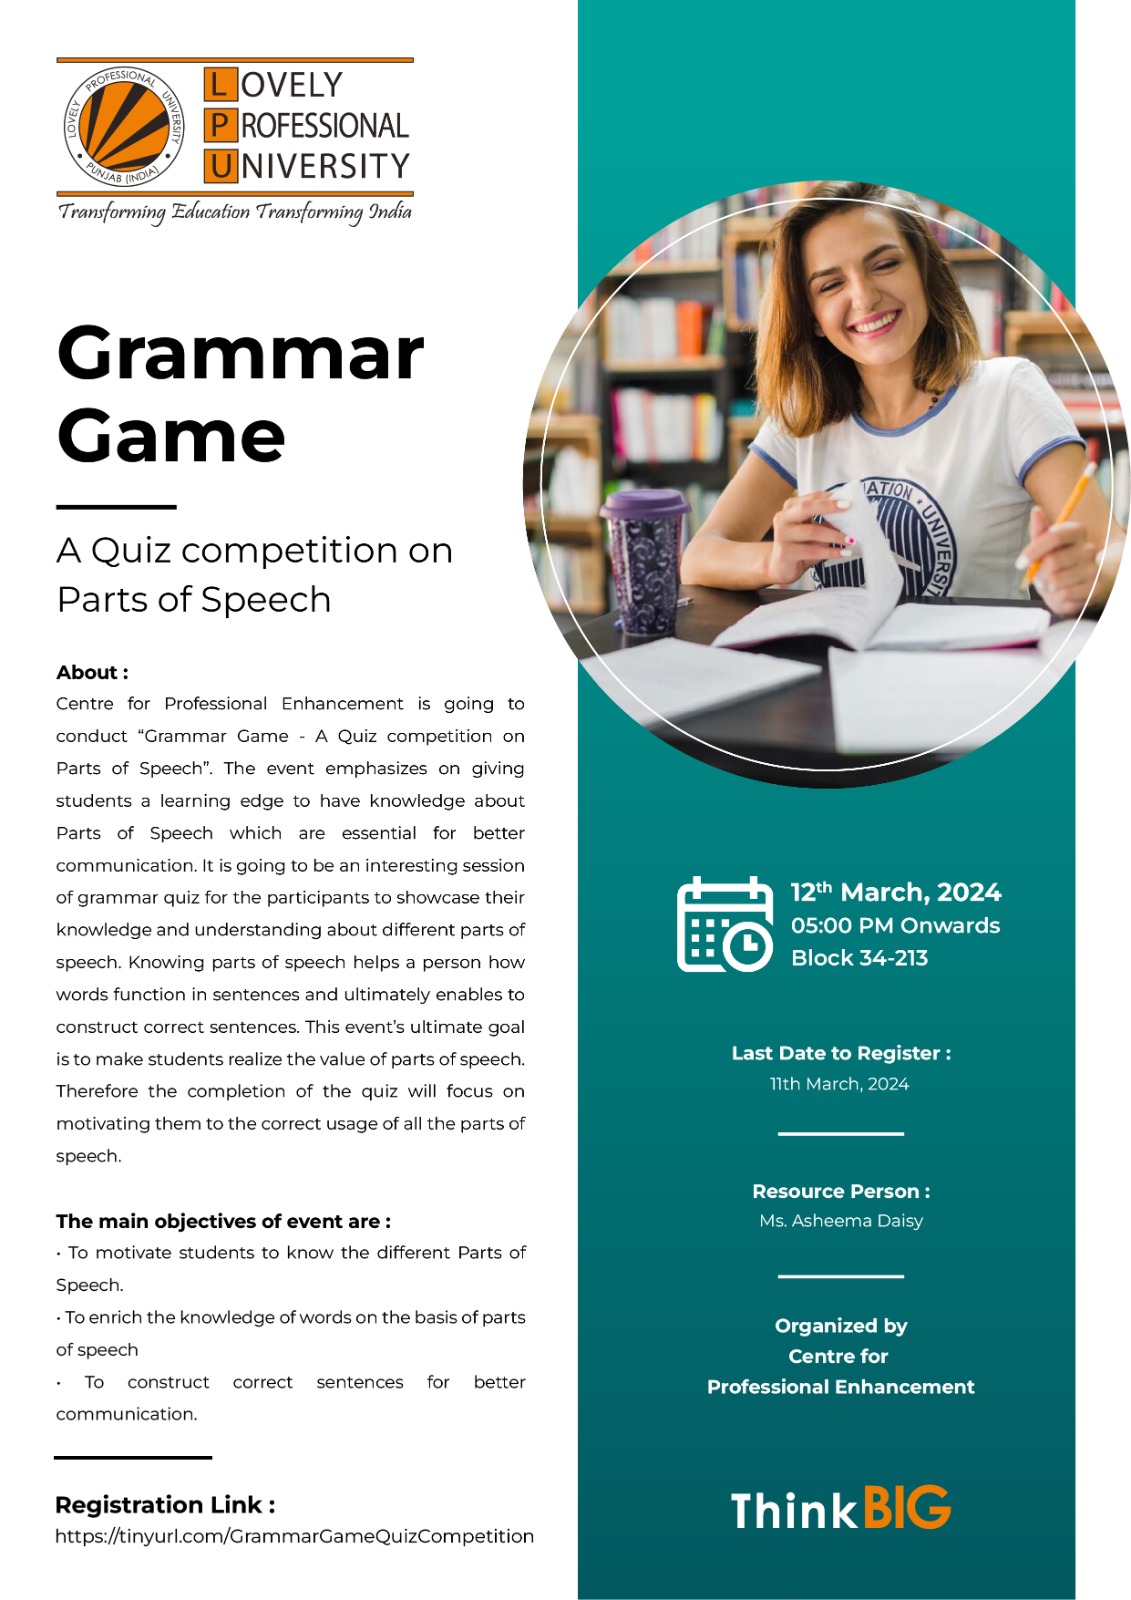 LOVELY PROFESSIONAL UNIVERSITY
PUNJAB (INDIA)
LOVELY
PROFESSIONAL
UNIVERSITY
Transforming Education Transforming India
Grammar
Game
A Quiz competition on
Parts of Speech
About :
Centre for Professional Enhancement is going to
conduct “Grammar Game - A Quiz competition on
Parts of Speech”. The event emphasizes on giving
students a learning edge to have knowledge about
Parts of Speech which are essential for better
communication. It is going to be an interesting session
of grammar quiz for the participants to showcase their
knowledge and understanding about different parts of
speech. Knowing parts of speech helps a person how
words function in sentences and ultimately enables to
construct correct sentences. This event’s ultimate goal
is to make students realize the value of parts of speech.
Therefore the completion of the quiz will focus on
motivating them to the correct usage of all the parts of
speech.
The main objectives of event are :
• To motivate students to know the different Parts of
Speech.
• To enrich the knowledge of words on the basis of parts
of speech
• To construct correct sentences for better
communication.
Registration Link :
https://tinyurl.com/GrammarGameQuizCompetition
12th March, 2024
05:00 PM Onwards
Block 34-213
Last Date to Register :
11th March, 2024
Resource Person :
Ms. Asheema Daisy
Organized by
Centre for
Professional Enhancement
Think BIG